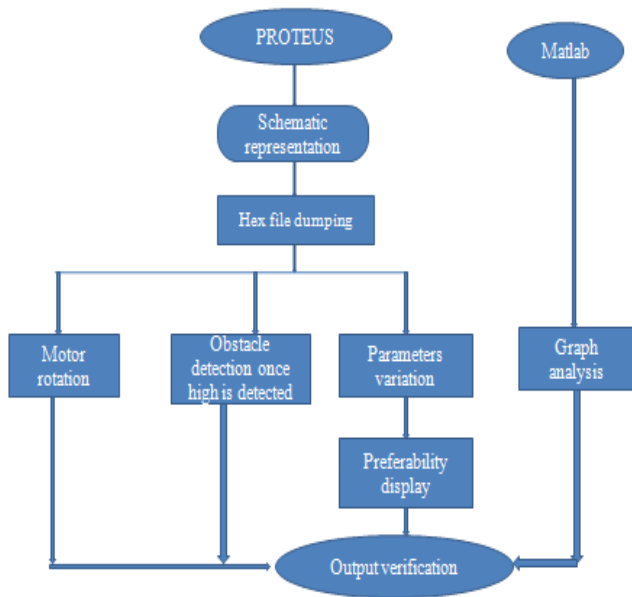 PROTEUS
Matlab
Schematic
representation
Hex file dumping
Motor
rotation
Obstacle
detection once
high is detected
Parameters
variation
Graph
analysis
Preferability
display
Output verification